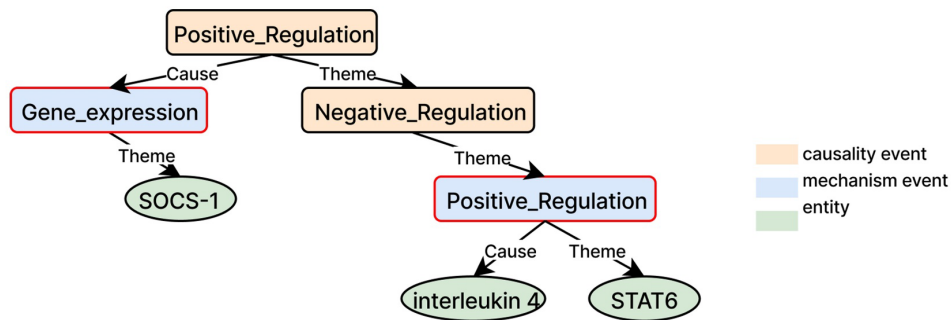 Positive_Regulation
Cause
Theme
Gene_expression
Negative_Regulation
Theme
Theme
SOCS-1
Positive_Regulation
Cause
Theme
interleukin 4
STAT6
causality event
mechanism event
entity